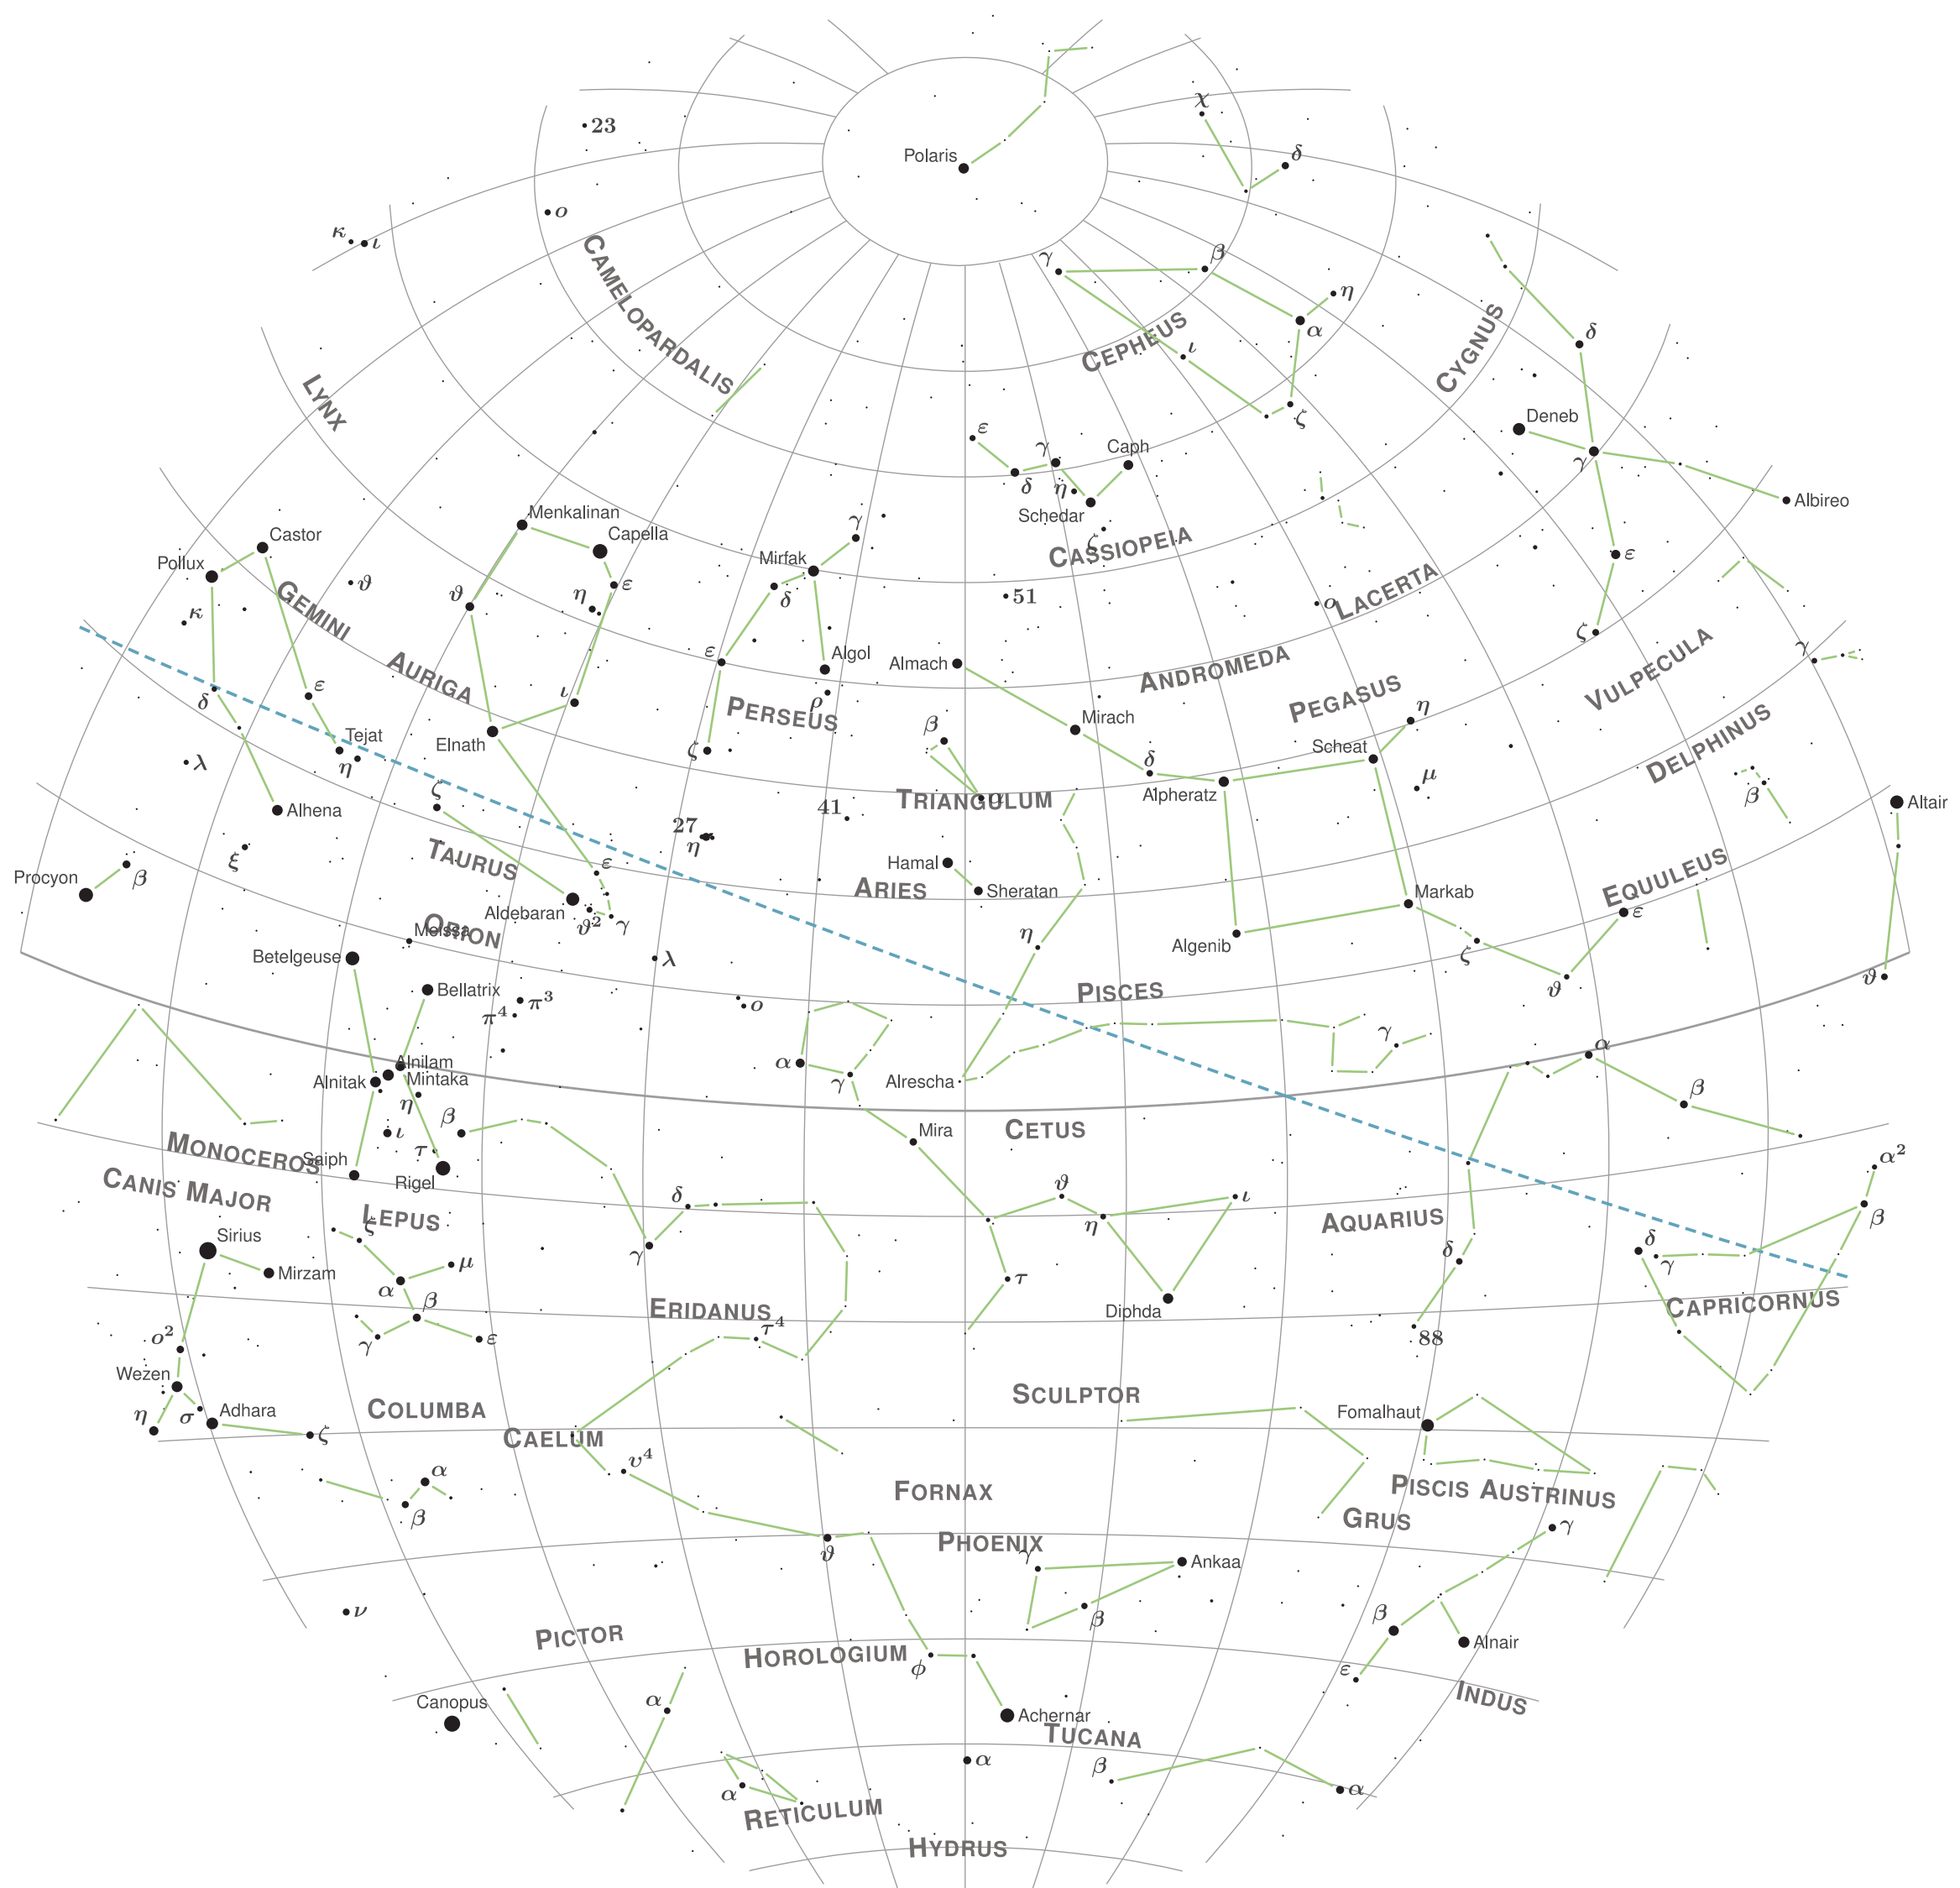 χ
23
δ
Polaris
ο
κ
ι
CAMELOPARDALIS
γ
β
η
α
CEPHEUS
ι
δ
CYGNUS
LYNX
ζ
Deneb
ε
γ
Caph
γ
δ
η
Albireo
Menkalinan
Schedar
γ
Castor
Capella
ζ
CASSIOPEIA
Mirfak
ε
Pollux
ϑ
GEMINI
ϑ
η
ε
δ
51
ο
LACERTA
κ
ζ
ε
Algol
Almach
γ
AURIGA
ANDROMEDA
VULPECULA
δ
ε
ι
ρ
PERSEUS
PEGASUS
β
Mirach
η
Tejat
Elnath
ζ
Scheat
DELPHINUS
λ
η
δ
μ
ζ
41
TRIANGULUM
α
Alpheratz
β
Altair
Alhena
27
η
TAURUS
ε
Hamal
ξ
Procyon
β
ARIES
Sheratan
Markab
EQUULEUS
Aldebaran
ϑ2
γ
ε
ORION
Meissa
η
Algenib
ζ
Betelgeuse
λ
Bellatrix
π3
ο
PISCES
ϑ
ϑ
π4
γ
α
Alnilam
α
Alnitak
Mintaka
γ
Alrescha
β
η
β
ι
Mira
CETUS
MONOCEROS
τ
Saiph
α2
Rigel
CANIS MAJOR
δ
ϑ
ι
LEPUS
ζ
η
AQUARIUS
β
Sirius
γ
δ
δ
γ
Mirzam
μ
τ
α
β
ERIDANUS
Diphda
CAPRICORNUS
ο2
γ
ε
τ4
88
Wezen
SCULPTOR
η
σ
Adhara
COLUMBA
Fomalhaut
ζ
CAELUM
υ4
α
FORNAX
PISCIS AUSTRINUS
β
GRUS
γ
PHOENIX
ϑ
γ
Ankaa
ν
β
β
PICTOR
Alnair
HOROLOGIUM
φ
ε
Canopus
α
INDUS
Achernar
TUCANA
α
β
α
α
RETICULUM
HYDRUS